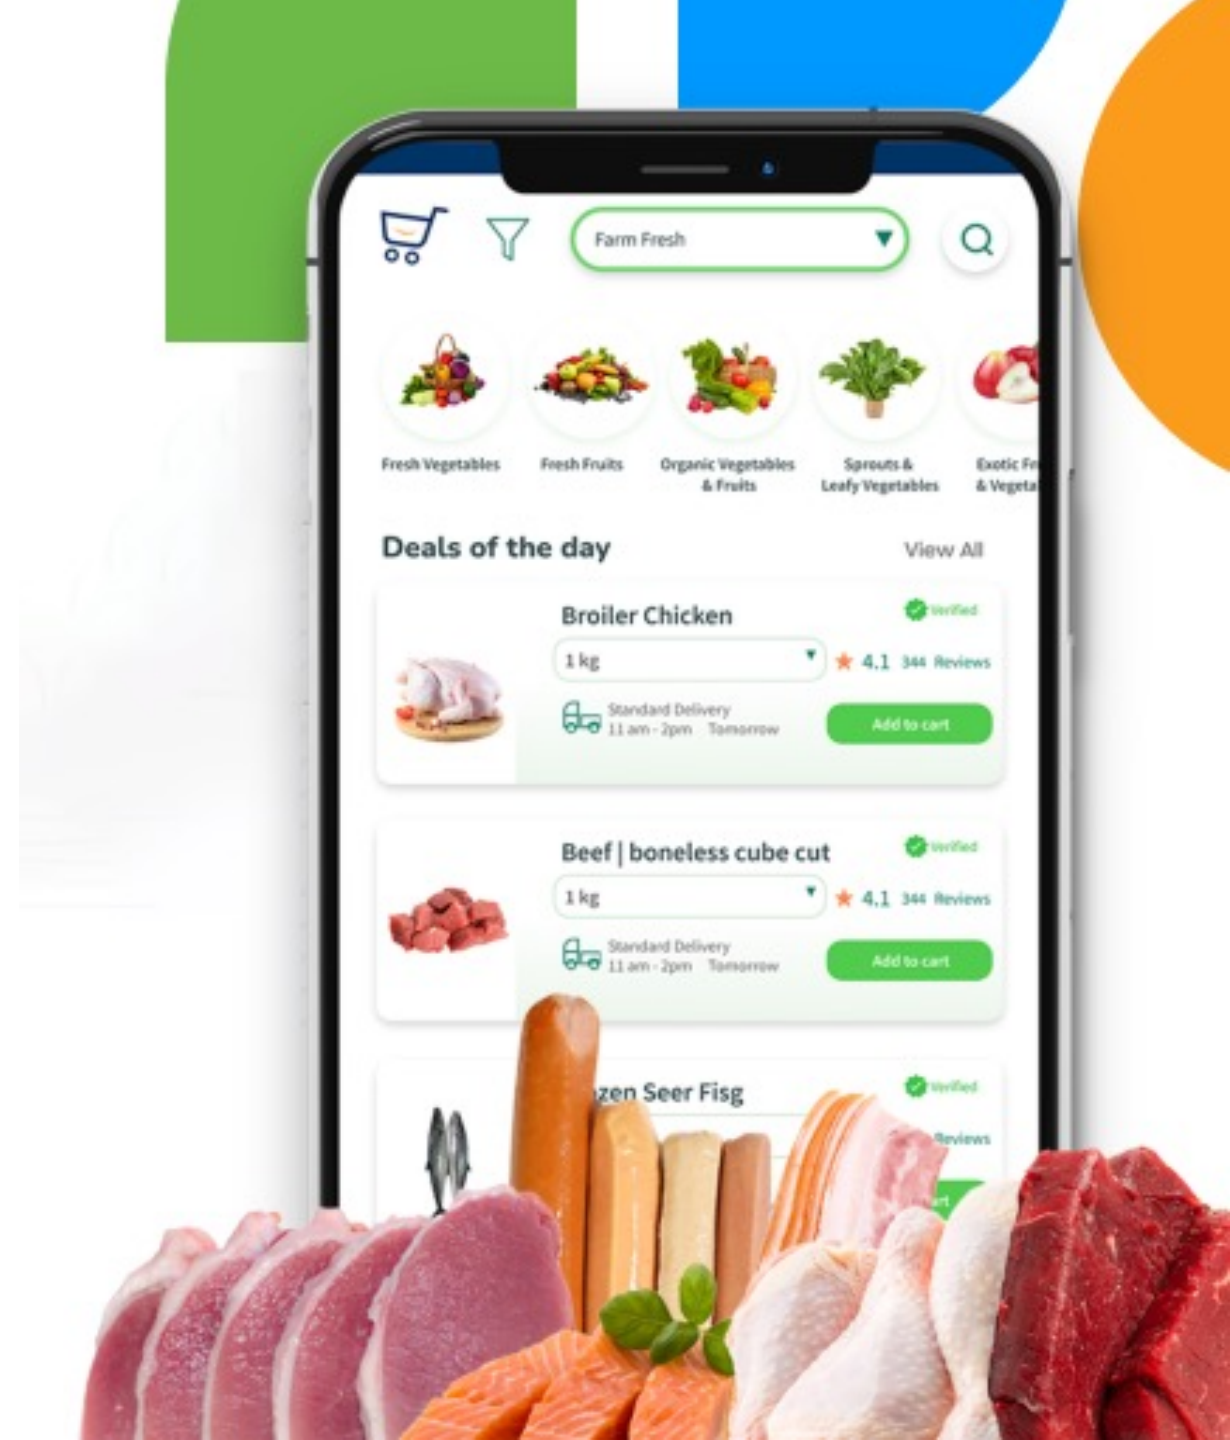 Farm Fresh
Fresh Vegetables
Fresh Fruits
Organic Vegetables
& Fruits
Sprouts &
Leafy Vegetables
Exotic Fr
& Vegeta
Deals of the day
View All
Broiler Chicken
Verified
1 kg
4.1 344 Reviews
Standard Delivery
11 am - 2pm Tomorrow
Add to cart
Beef | boneless cube cut
Verified
1 kg
4.1 344 Reviews
Standard Delivery
11 am - 2pm Tomorrow
Add to cart
zen Seer Fisg
Verified
Reviews
rt